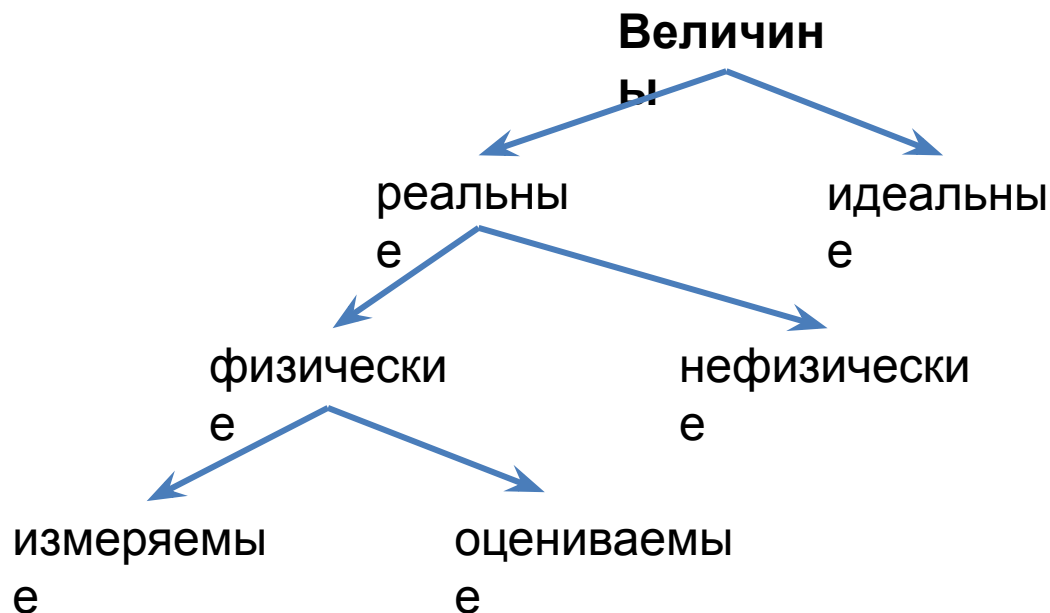 Величин
ы
реальны
е
идеальны
е
физически
е
нефизически
е
измеряемы
е
оцениваемы
е